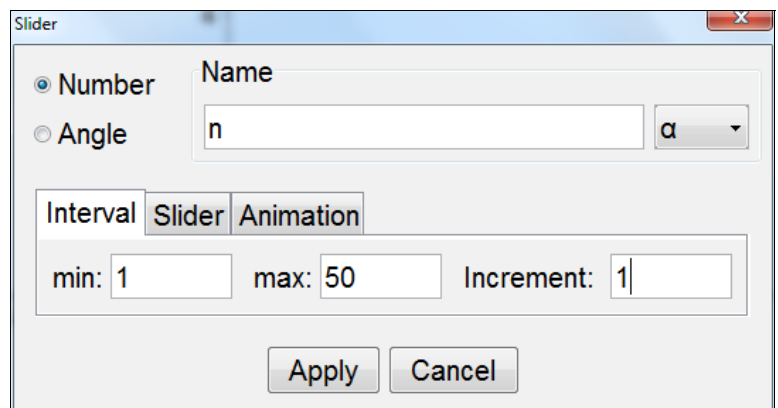 Slider
Number
Angle
Name
n
α
Interval Slider Animation
min: 1 max: 50 Increment: 1
Apply Cancel